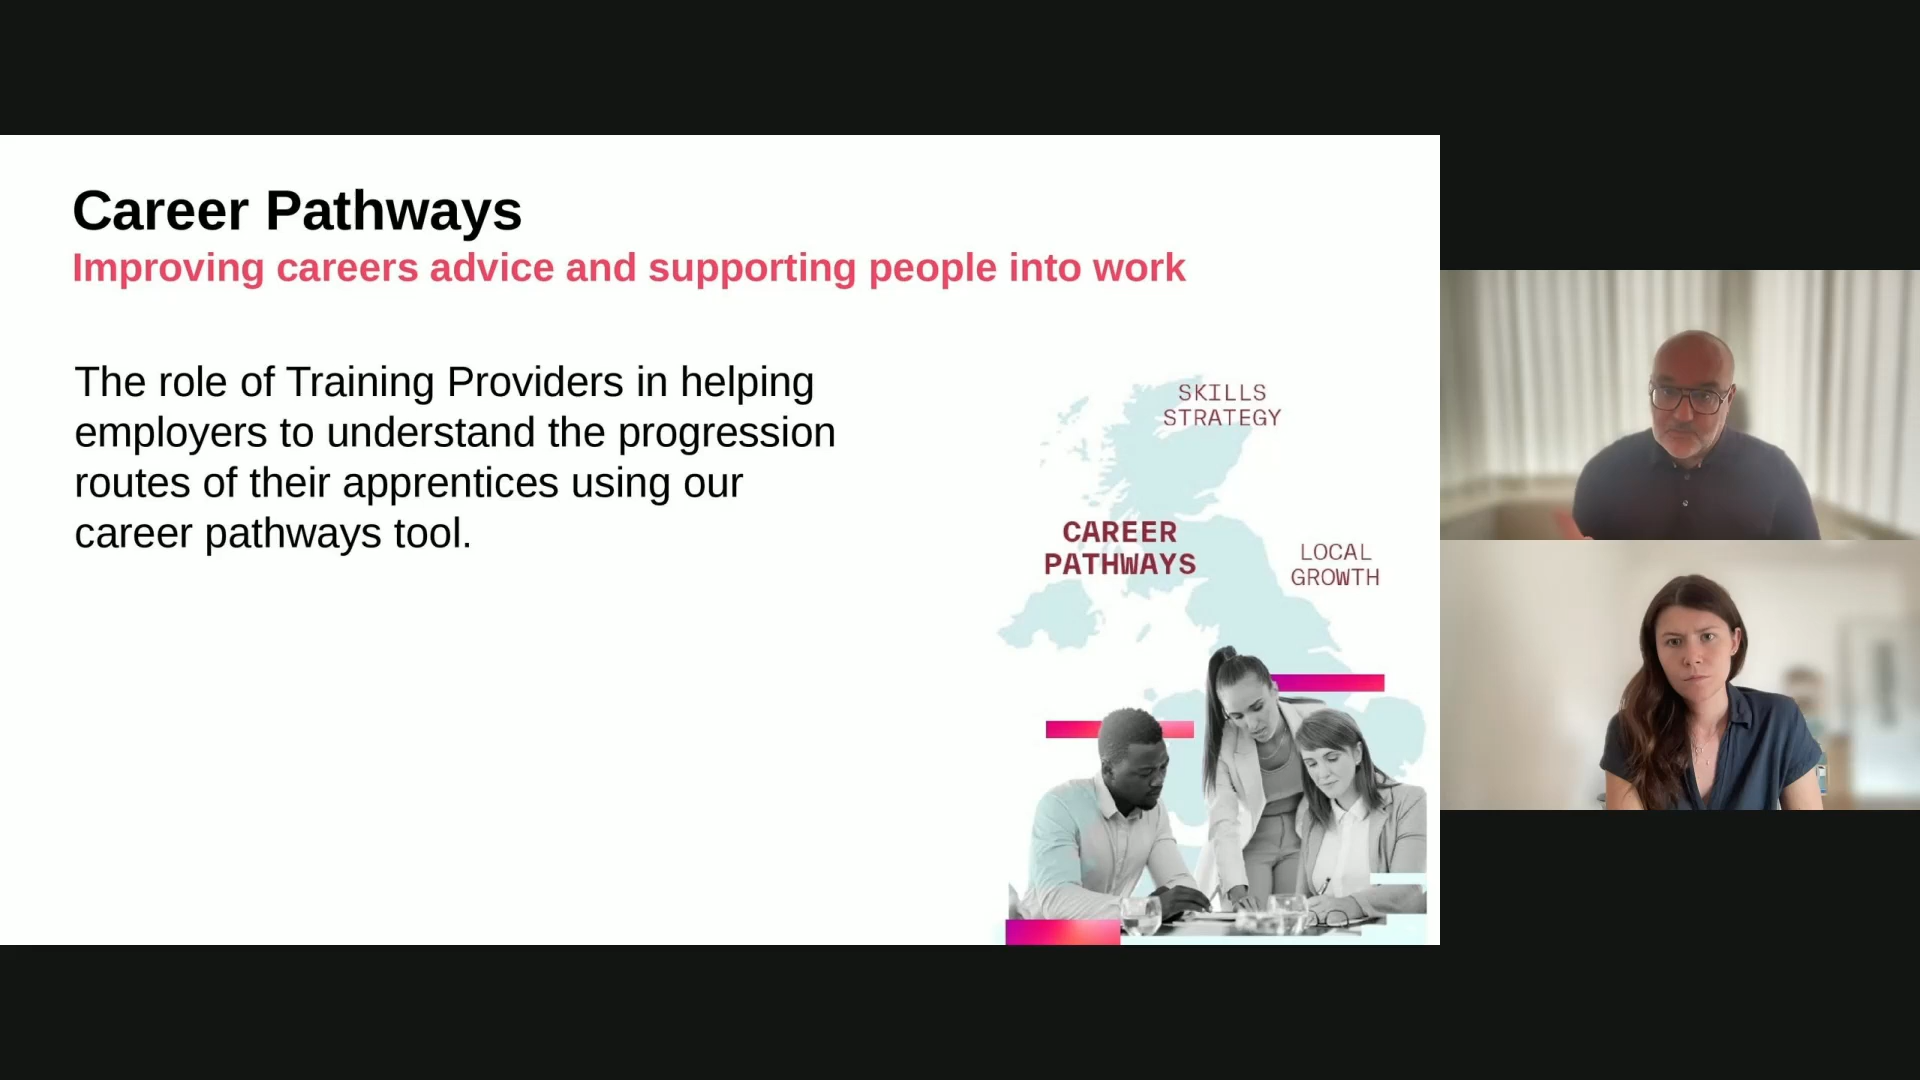 Career Pathways
Improving careers advice and supporting people into work
The role of Training Providers in helping
employers to understand the progression
routes of their apprentices using our
career pathways tool.
SKILLS
STRATEGY
CAREER
PATHWAYS
LOCAL
GROWTH